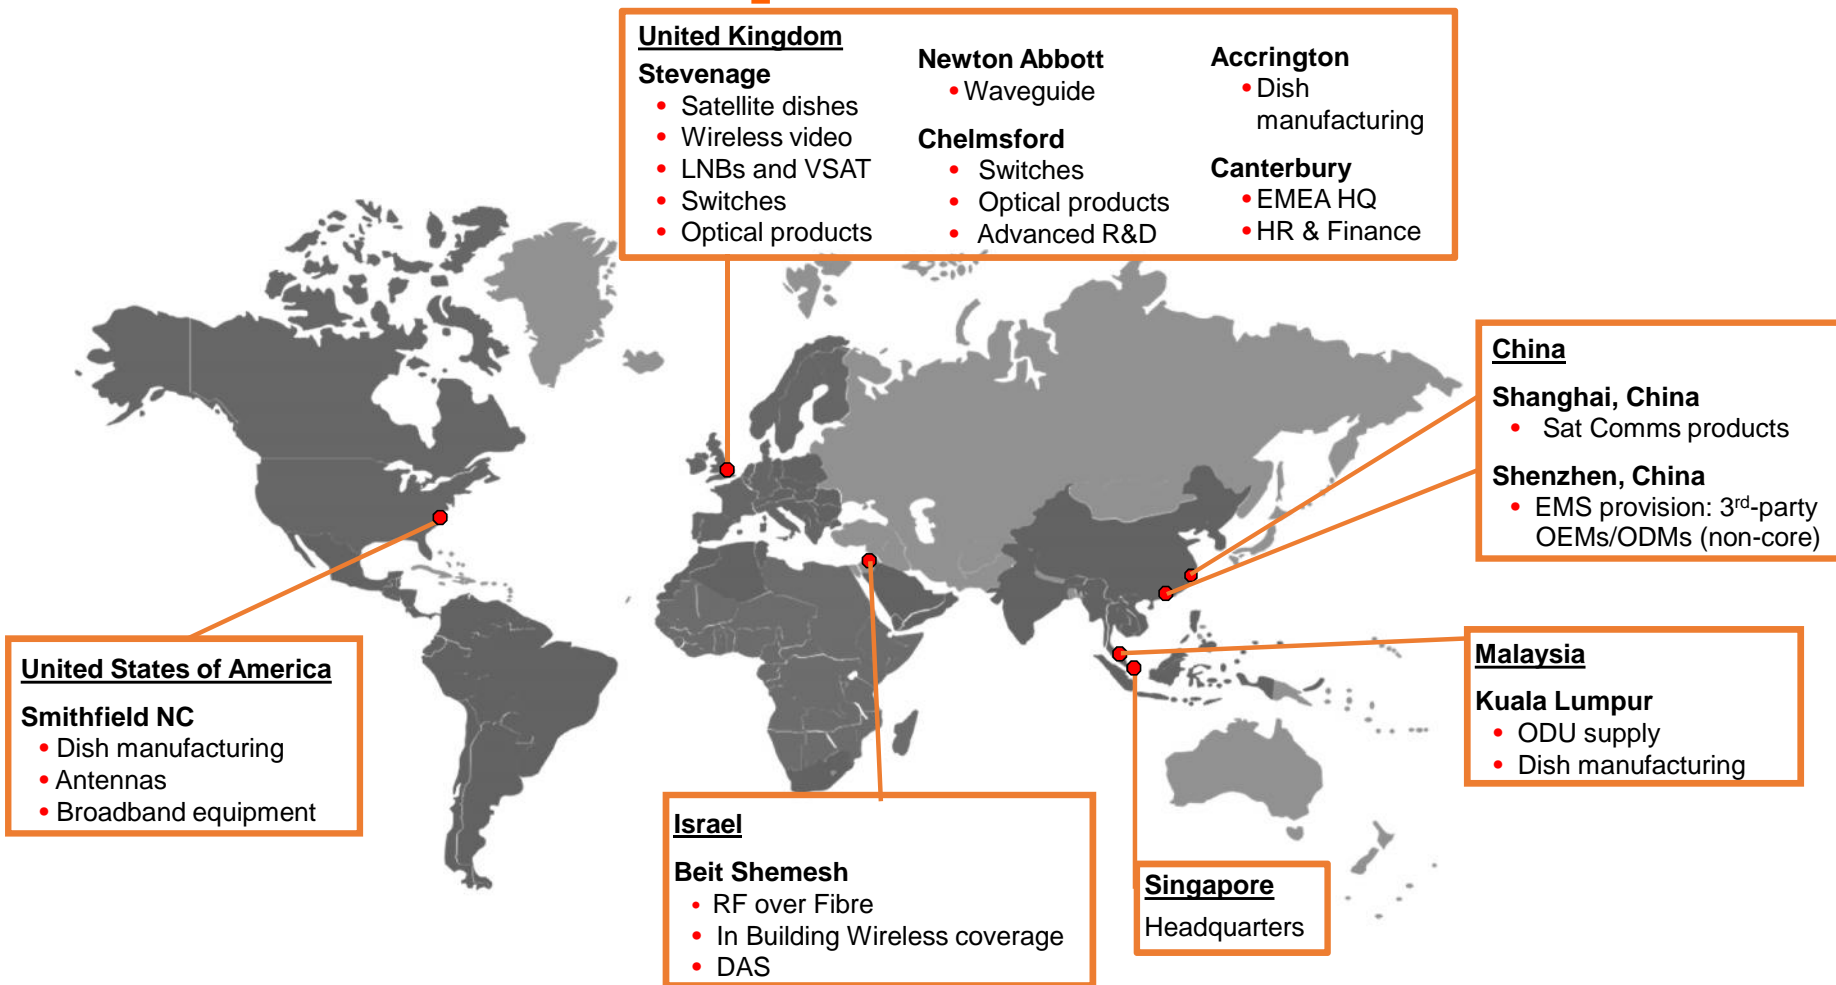 United Kingdom
Stevenage
• Satellite dishes
• Wireless video
• LNBs and VSAT
• Switches
• Optical products
Newton Abbott
• Waveguide
Chelmsford
• Switches
• Optical products
• Advanced R&D
Accrington
• Dish
manufacturing
Canterbury
• EMEA HQ
• HR & Finance
China
Shanghai, China
• Sat Comms products
Shenzhen, China
• EMS provision: 3rd-party
OEMs/ODMs (non-core)
United States of America
Smithfield NC
• Dish manufacturing
• Antennas
• Broadband equipment
Israel
Beit Shemesh
• RF over Fibre
• In Building Wireless coverage
• DAS
Singapore
Headquarters
Malaysia
Kuala Lumpur
• ODU supply
• Dish manufacturing